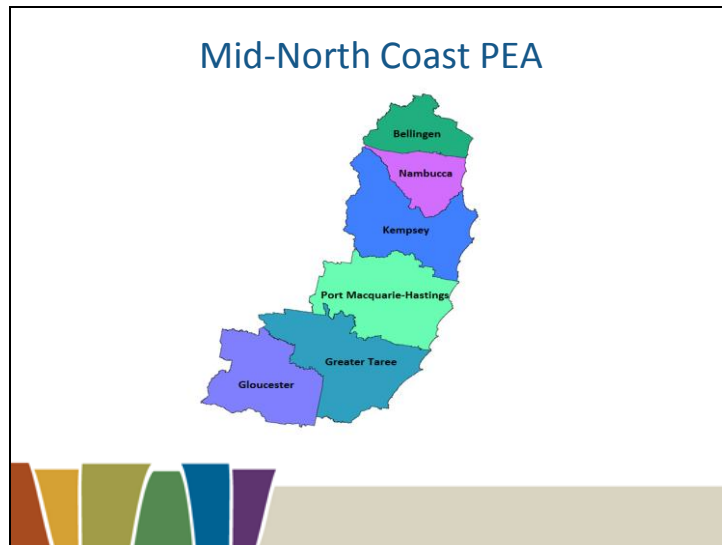 Mid-North Coast PEA
Bellingen
Nambucca
Kempsey
Port Macquarie-Hastings
Greater Taree
Gloucester